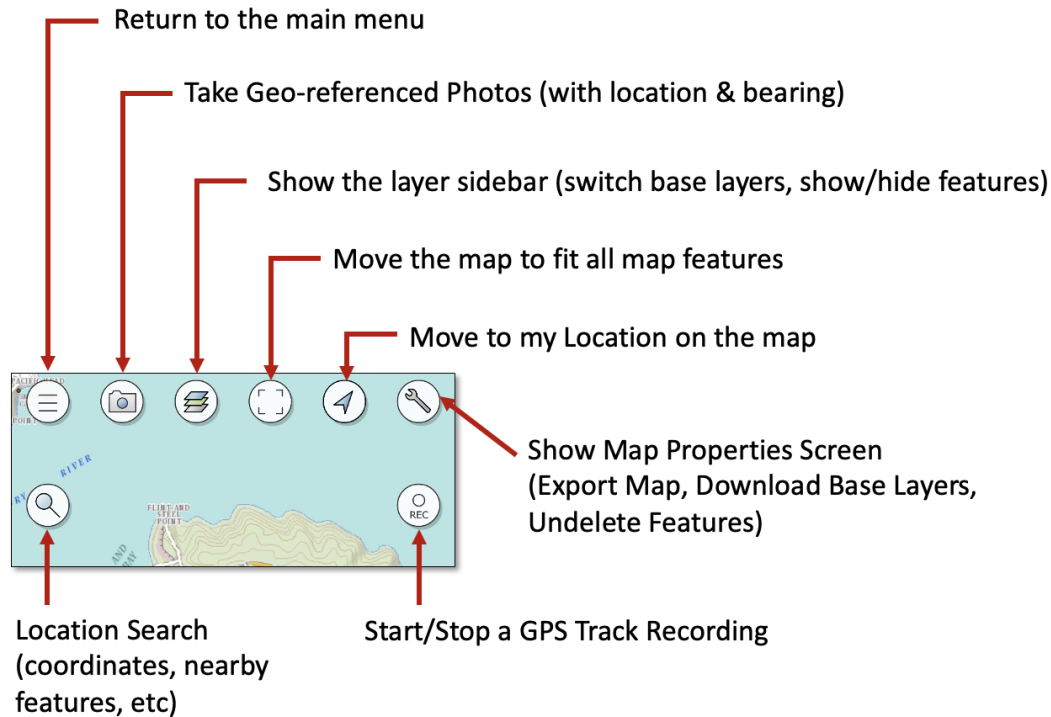 Return to the main menu
Take Geo-referenced Photos (with location & bearing)
Show the layer sidebar (switch base layers, show/hide features)
Move the map to fit all map features
Move to my Location on the map
POINT
RIVER
RY
FLINT AND
STEEL
POINT
AND
REC
Show Map Properties Screen
(Export Map, Download Base Layers,
Undelete Features)
Location Search
(coordinates, nearby
features, etc)
Start/Stop a GPS Track Recording